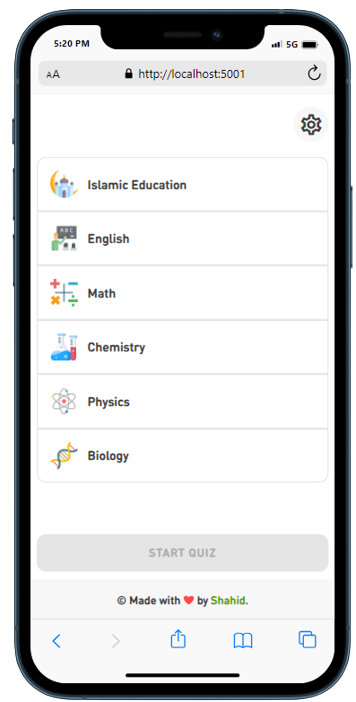 5:20 PM 5G
AA http://localhost:5001
Islamic Education
ABC
English
Math
Chemistry
Physics
Biology
START QUIZ
© Made with ❤ by Shahid.